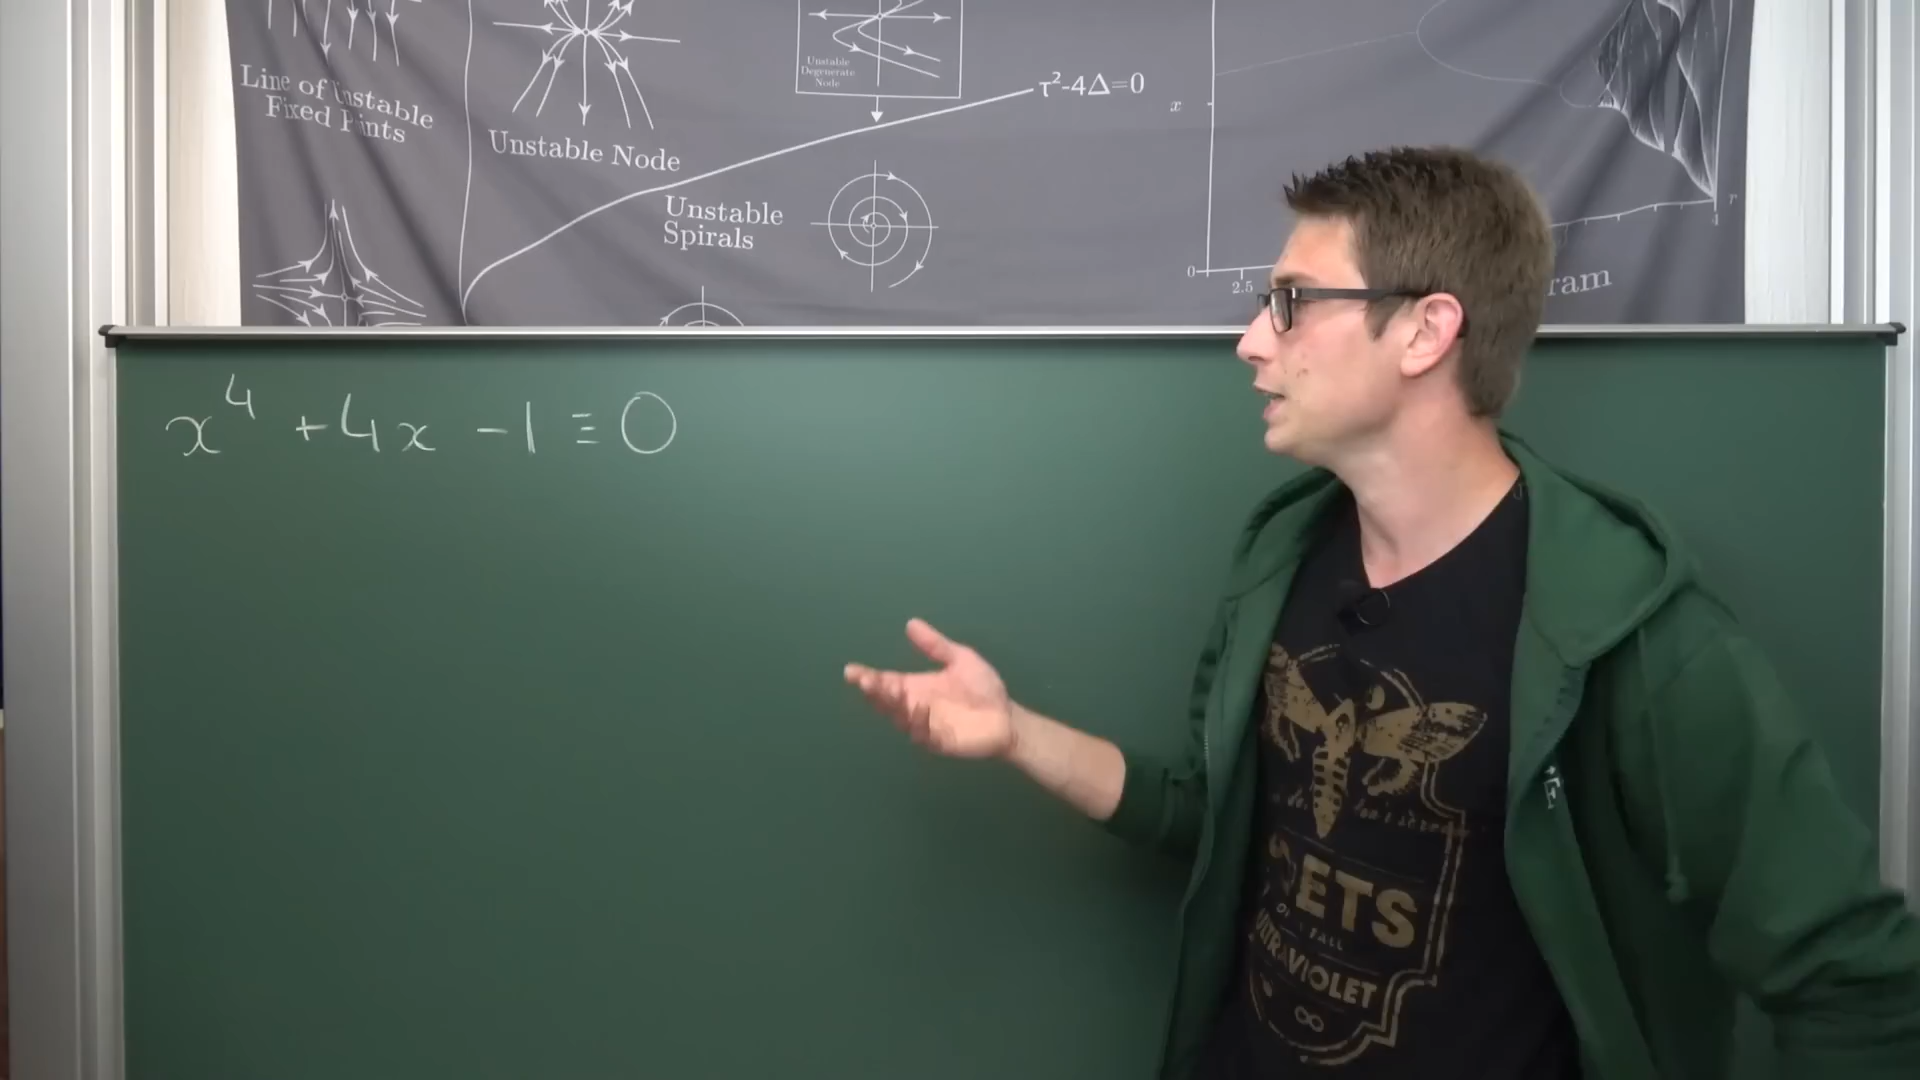 Line of Unstable
Fixed Points
Unstable Node
Unstable
Degenerate
Node
τ²-4Δ=0
Unstable
Spirals
x
0
2.5
4
r
ram
x⁴ + 4x - 1 ≡ 0
ETS
ULTRAVIOLET
∞